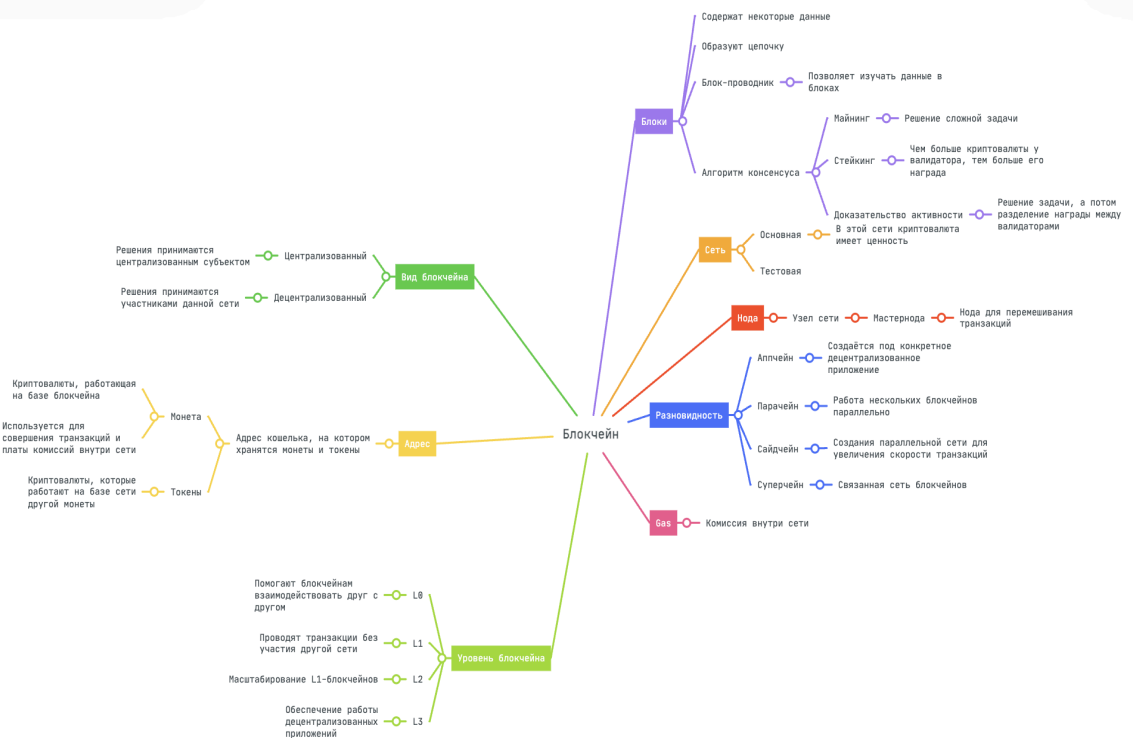 Содержат некоторые данные
Образуют цепочку
Блок-проводник
Позволяет изучать данные в
блоках
Блоки
Майнинг
Решение сложной задачи
Алгоритм консенсуса
Стейкинг
Чем больше криптовалюты у
валидатора, тем больше его
награда
Доказательство активности
Решение задачи, а потом
разделение награды между
валидаторами
Сеть
Основная
В этой сети криптовалюта
имеет ценность
Тестовая
Нода
Узел сети
Мастернода
Нода для перемешивания
транзакций
Разновидность
Аппчейн
Создаётся под конкретное
децентрализованное
приложение
Парачейн
Работа нескольких блокчейнов
параллельно
Сайдчейн
Создания параллельной сети для
увеличения скорости транзакций
Суперчейн
Связанная сеть блокчейнов
Gas
Комиссия внутри сети
Блокчейн
Вид блокчейна
Централизованный
Решения принимаются
централизованным субъектом
Децентрализованный
Решения принимаются
участниками данной сети
Адрес
Адрес кошелька, на котором
хранятся монеты и токены
Монета
Криптовалюты, работающая
на базе блокчейна
Используется для
совершения транзакций и
платы комиссий внутри сети
Токены
Криптовалюты, которые
работают на базе сети
другой монеты
Уровень блокчейна
L0
Помогают блокчейнам
взаимодействовать друг с
другом
L1
Проводят транзакции без
участия другой сети
L2
Масштабирование L1-блокчейнов
L3
Обеспечение работы
децентрализованных
приложений